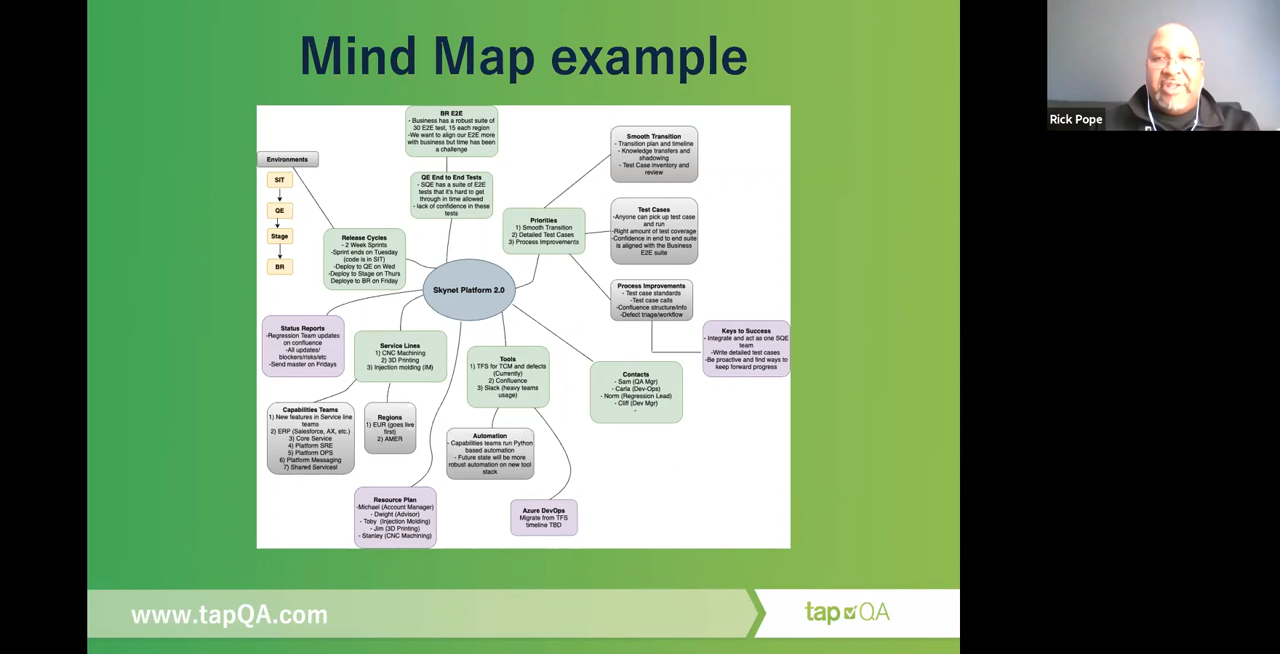 Mind Map example
BR E2E
- Business has a robust suite of
30 E2E test, 15 each region
-We want to align our E2E more
with business but time has been
a challenge
Smooth Transition
- Transition plan and timeline
- Knowledge transfers and
shadowing
- Test Case inventory and
review
Environments
SIT
QE
Stage
BR
QE End to End Tests
- SQE has a suite of E2E
tests that it's hard to get
through in time allowed
- lack of confidence in these
tests
Priorities
1) Smooth Transition
2) Detailed Test Cases
3) Process Improvements
Test Cases
-Anyone can pick up test case
and run
-Right amount of test coverage
-Confidence in end to end suite
is aligned with the Business
E2E suite
Release Cycles
- 2 Week Sprints
-Sprint ends on Tuesday
(code is in SIT)
-Deploy to QE on Wed
-Deploy to Stage on Thurs
Deploye to BR on Friday
Skynet Platform 2.0
Process Improvements
- Test case standards
-Test case calls
-Confluence structure/info
-Defect triage/workflow
Status Reports
-Regression Team updates
on confluence
-All updates/
blockers/risks/etc
-Send master on Fridays
Service Lines
1) CNC Machining
2) 3D Printing
3) Injection molding (IM)
Tools
1) TFS for TCM and defects
(Currently)
2) Confluence
3) Slack (heavy teams
usage)
Keys to Success
- Integrate and act as one SQE
team
-Write detailed test cases
-Be proactive and find ways to
keep forward progress
Contacts
- Sam (QA Mgr)
- Carla (Dev-Ops)
- Norm (Regression Lead)
- Cliff (Dev Mgr)
-
Capabilities Teams
1) New features in Service line
teams
2) ERP (Salesforce, AX, etc.)
3) Core Service
4) Platform SRE
5) Platform OPS
6) Platform Messaging
7) Shared Services!
Regions
1) EUR (goes live
first)
2) AMER
Automation
- Capabilities teams run Python
based automation
- Future state will be more
robust automation on new tool
stack
Resource Plan
-Michael (Account Manager)
- Dwight (Advisor)
- Toby (Injection Molding)
- Jim (3D Printing)
- Stanley (CNC Machining)
Azure DevOps
Migrate from TFS
timeline TBD
www.tapQA.com
tap QA
Rick Pope